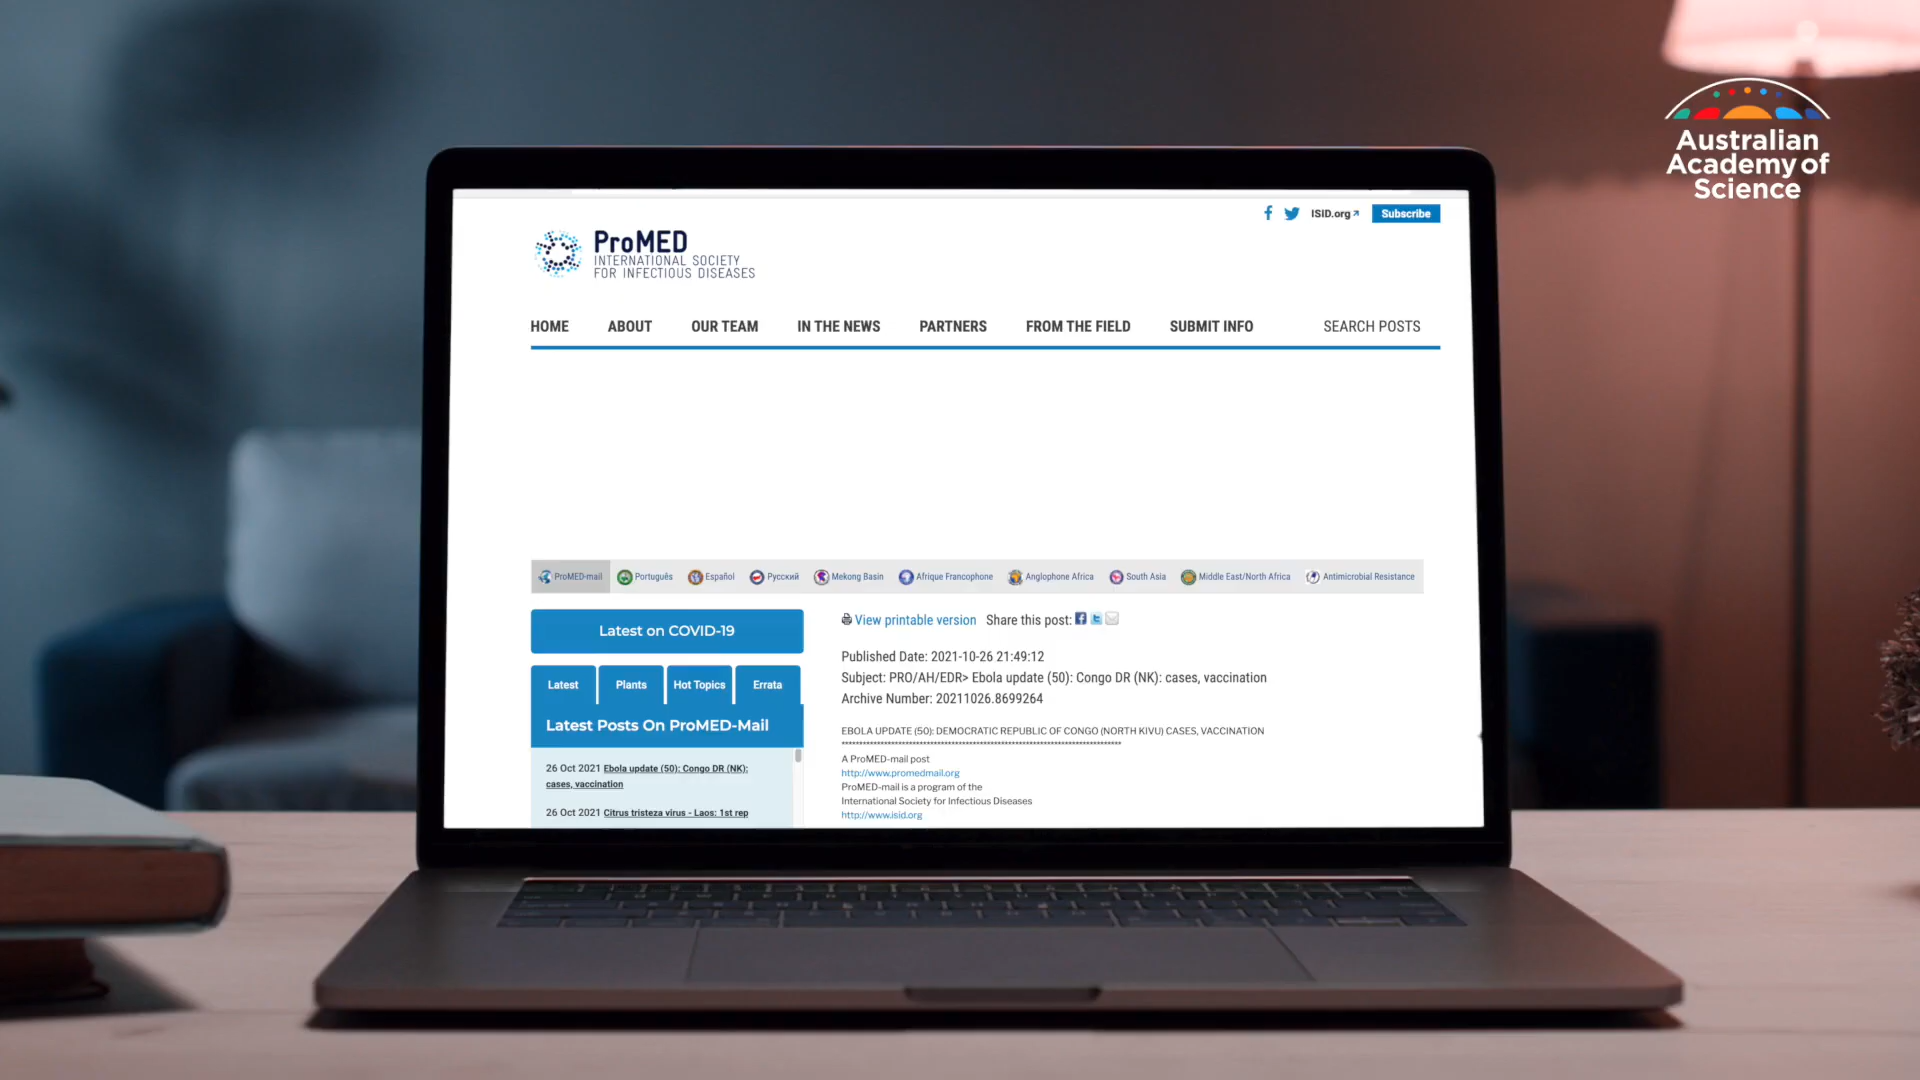 Australian
Academy of
Science
ISID.org
Subscribe
ProMED
INTERNATIONAL SOCIETY
FOR INFECTIOUS DISEASES
HOME ABOUT OUR TEAM IN THE NEWS PARTNERS FROM THE FIELD SUBMIT INFO SEARCH POSTS
ProMED-mail Português Español Русский Mekong Basin Afrique Francophone Anglophone Africa South Asia Middle East/North Africa Antimicrobial Resistance
Latest on COVID-19
Latest Plants Hot Topics Errata
Latest Posts On ProMED-Mail
26 Oct 2021 Ebola update (50): Congo DR (NK):
cases, vaccination
26 Oct 2021 Citrus tristeza virus - Laos: 1st rep
View printable version Share this post:
Published Date: 2021-10-26 21:49:12
Subject: PRO/AH/EDR> Ebola update (50): Congo DR (NK): cases, vaccination
Archive Number: 20211026.8699264
EBOLA UPDATE (50): DEMOCRATIC REPUBLIC OF CONGO (NORTH KIVU) CASES, VACCINATION
A ProMED-mail post
http://www.promedmail.org
ProMED-mail is a program of the
International Society for Infectious Diseases
http://www.isid.org